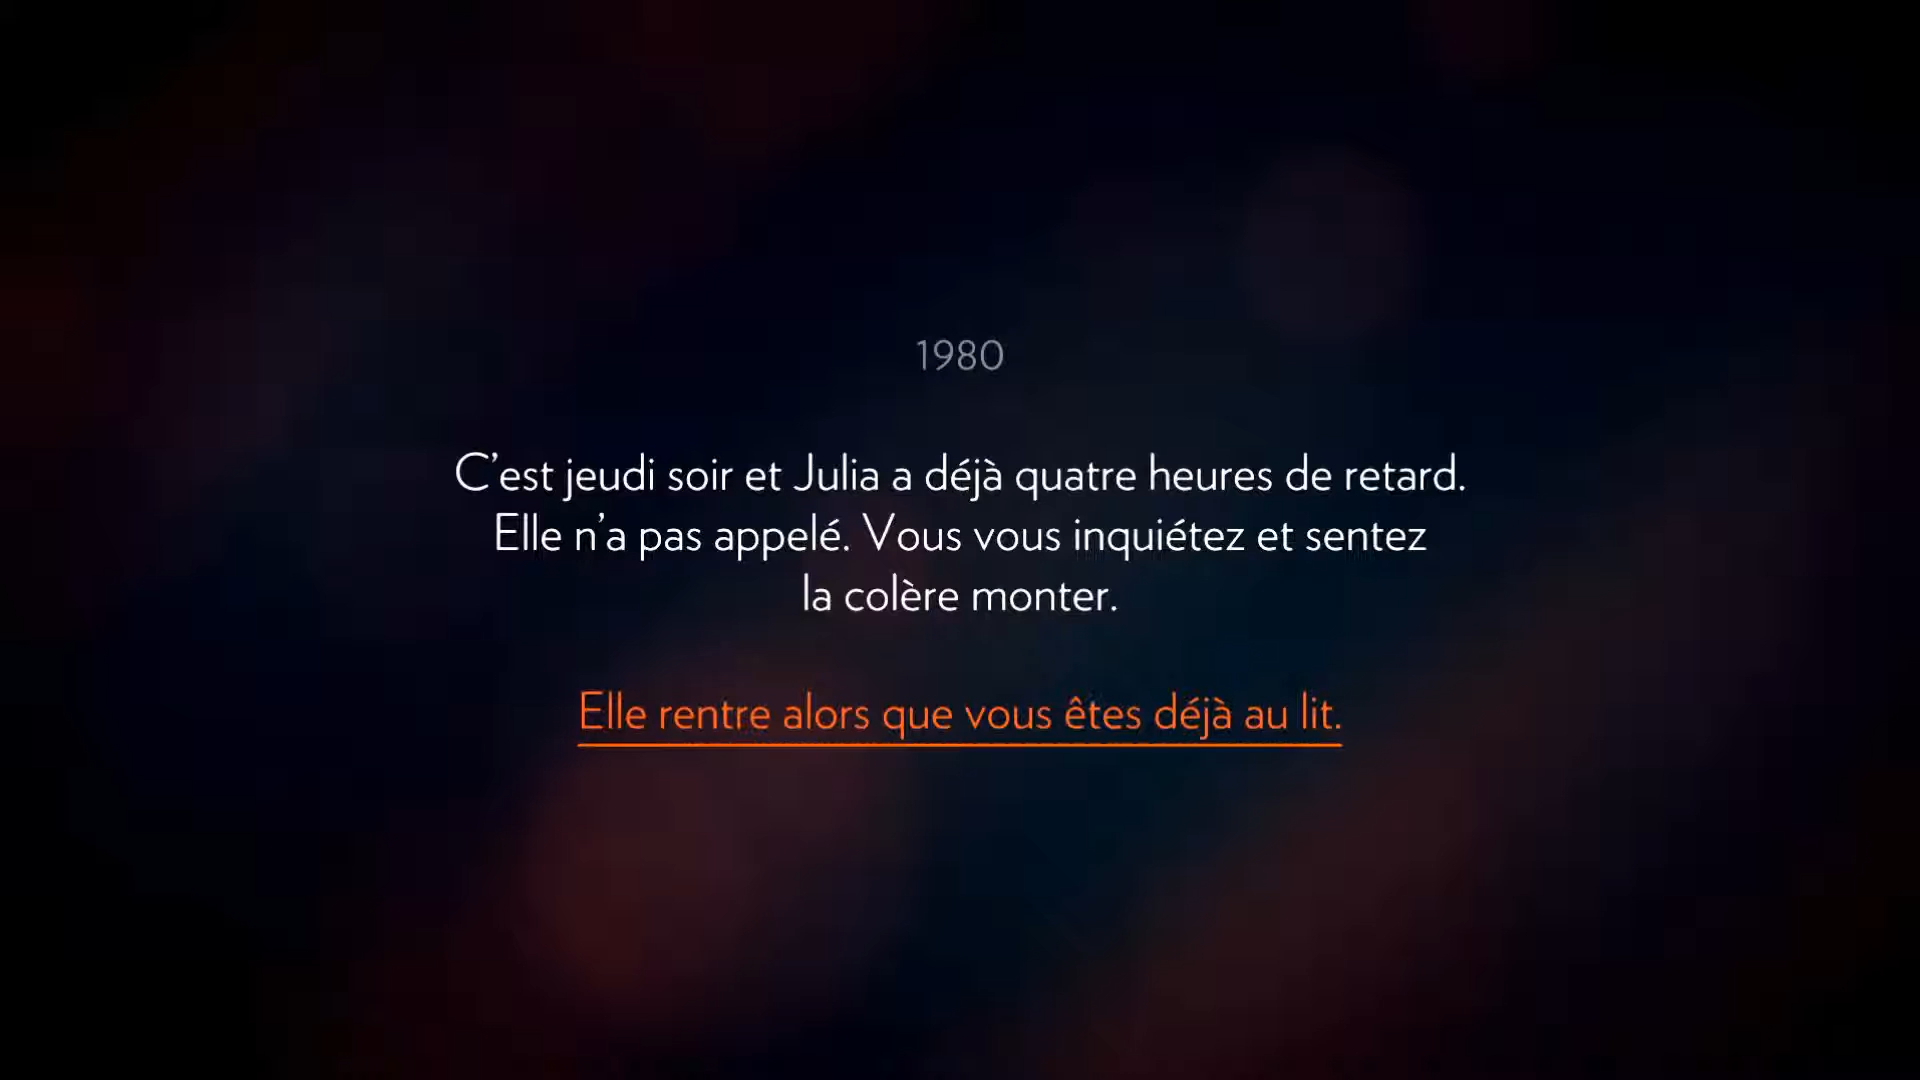 1980
C’est jeudi soir et Julia a déjà quatre heures de retard.
Elle n’a pas appelé. Vous vous inquiétez et sentez
la colère monter.
Elle rentre alors que vous êtes déjà au lit.